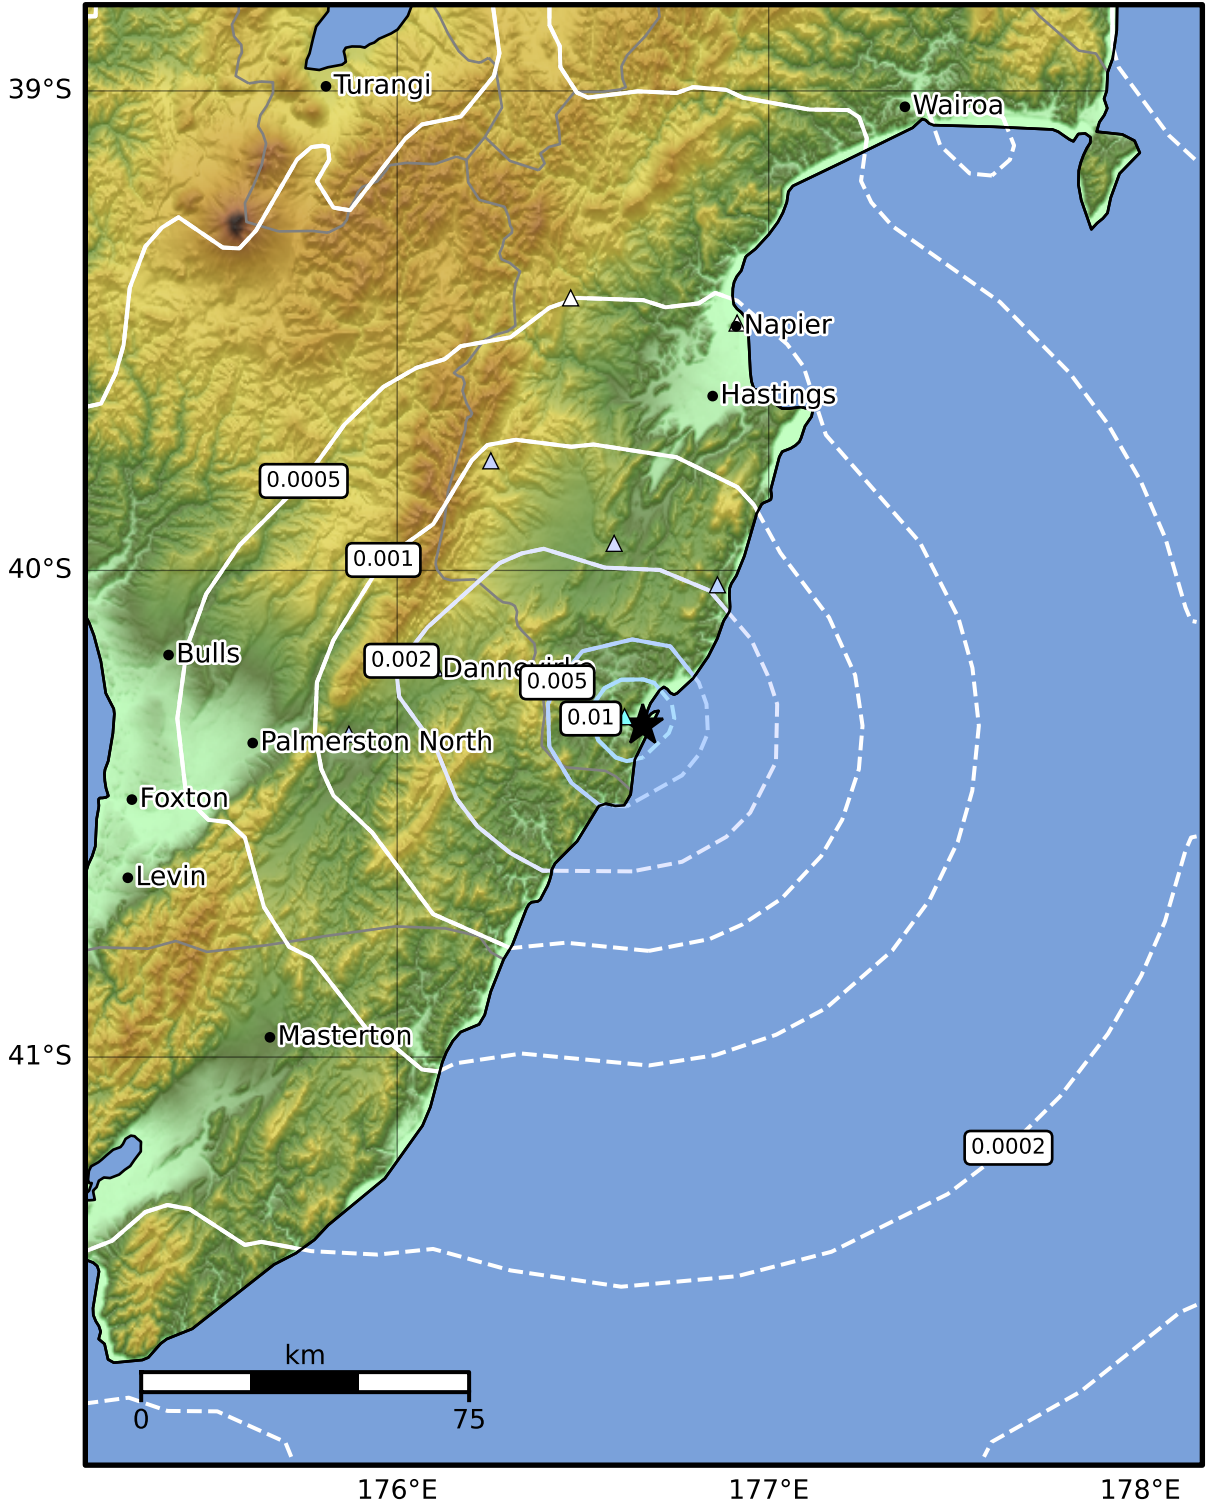 39°S
Turangi
Wairoa
Napier
Hastings
0.0005
0.001
40°S
Bulls
0.002
Dannevirke
0.005
0.01
Palmerston North
Foxton
Levin
Masterton
41°S
0.0002
km
0
75
176°E
177°E
178°E